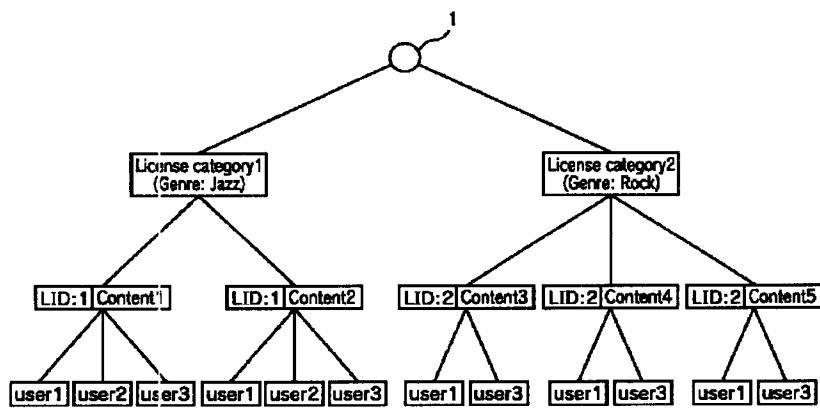 1
License category1
(Genre: Jazz)
License category2
(Genre: Rock)
LID:1 Content1
LID:1 Content2
LID:2 Content3
LID:2 Content4
LID:2 Content5
user1 user2 user3
user1 user2 user3
user1 user3
user1 user3
user1 user3